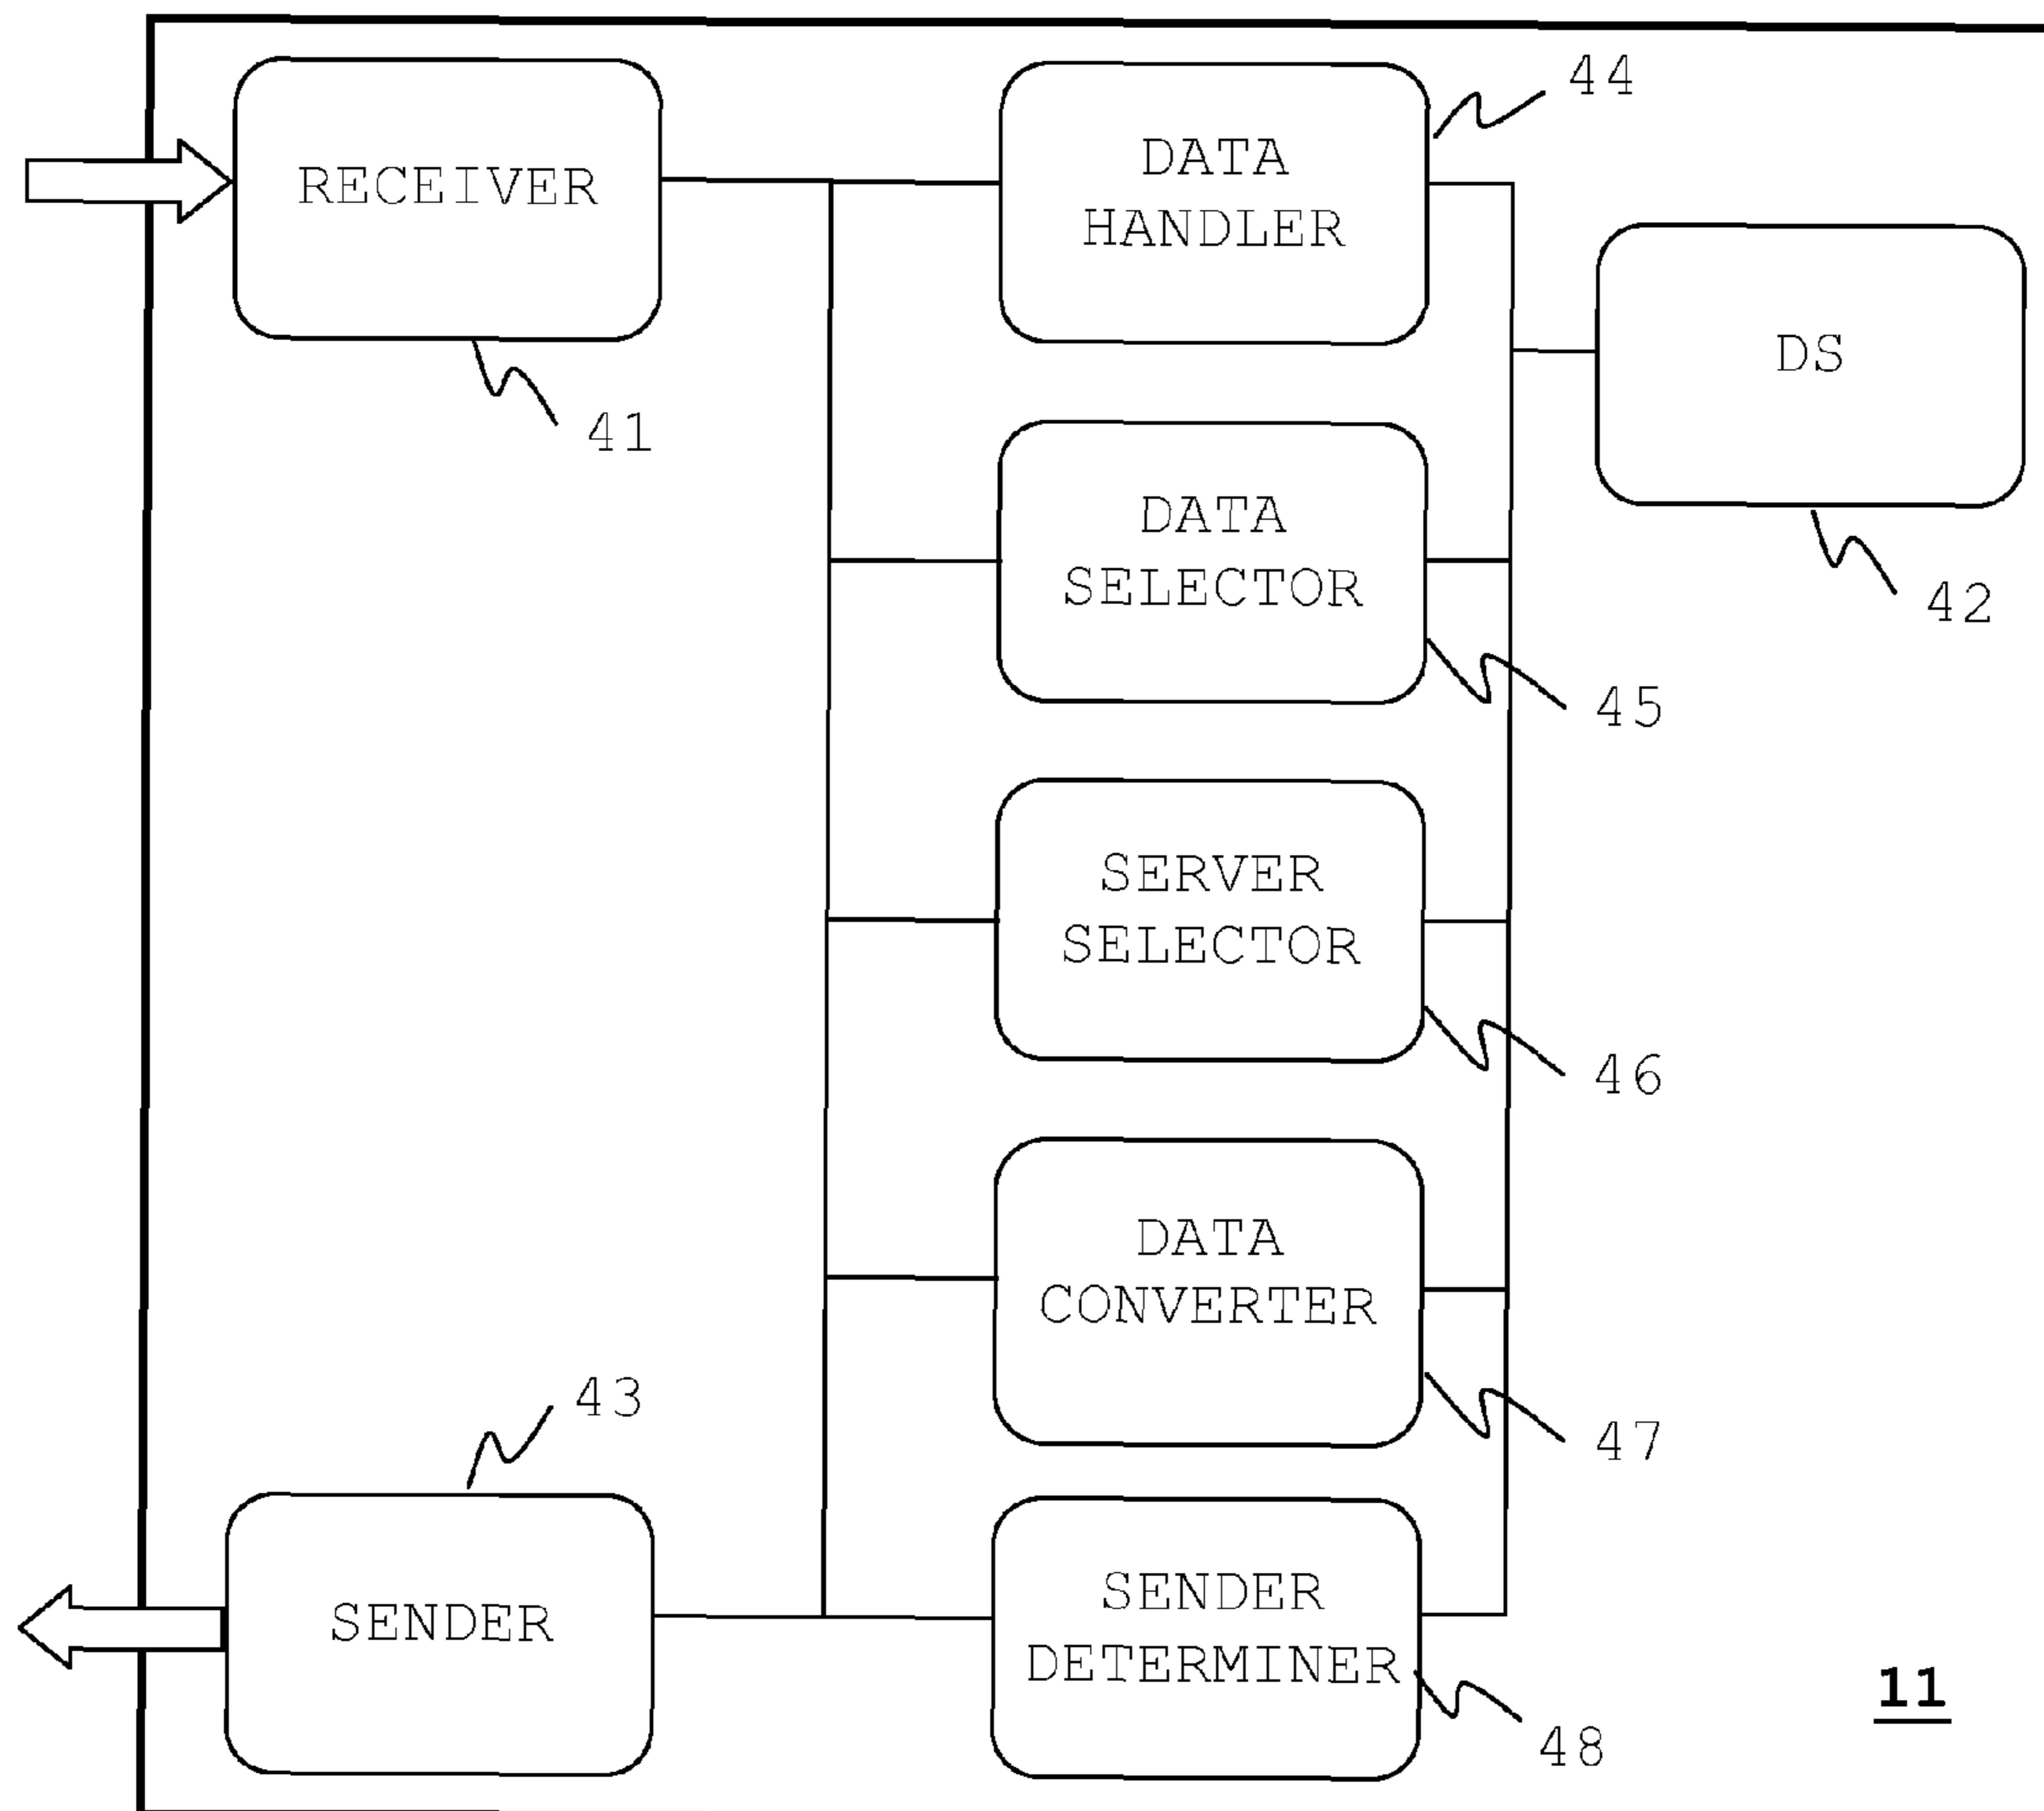 44
RECEIVER
DATA
HANDLER
DS
41
DATA
SELECTOR
42
45
SERVER
SELECTOR
46
DATA
CONVERTER
43
47
SENDER
SENDER
DETERMINER
11
48